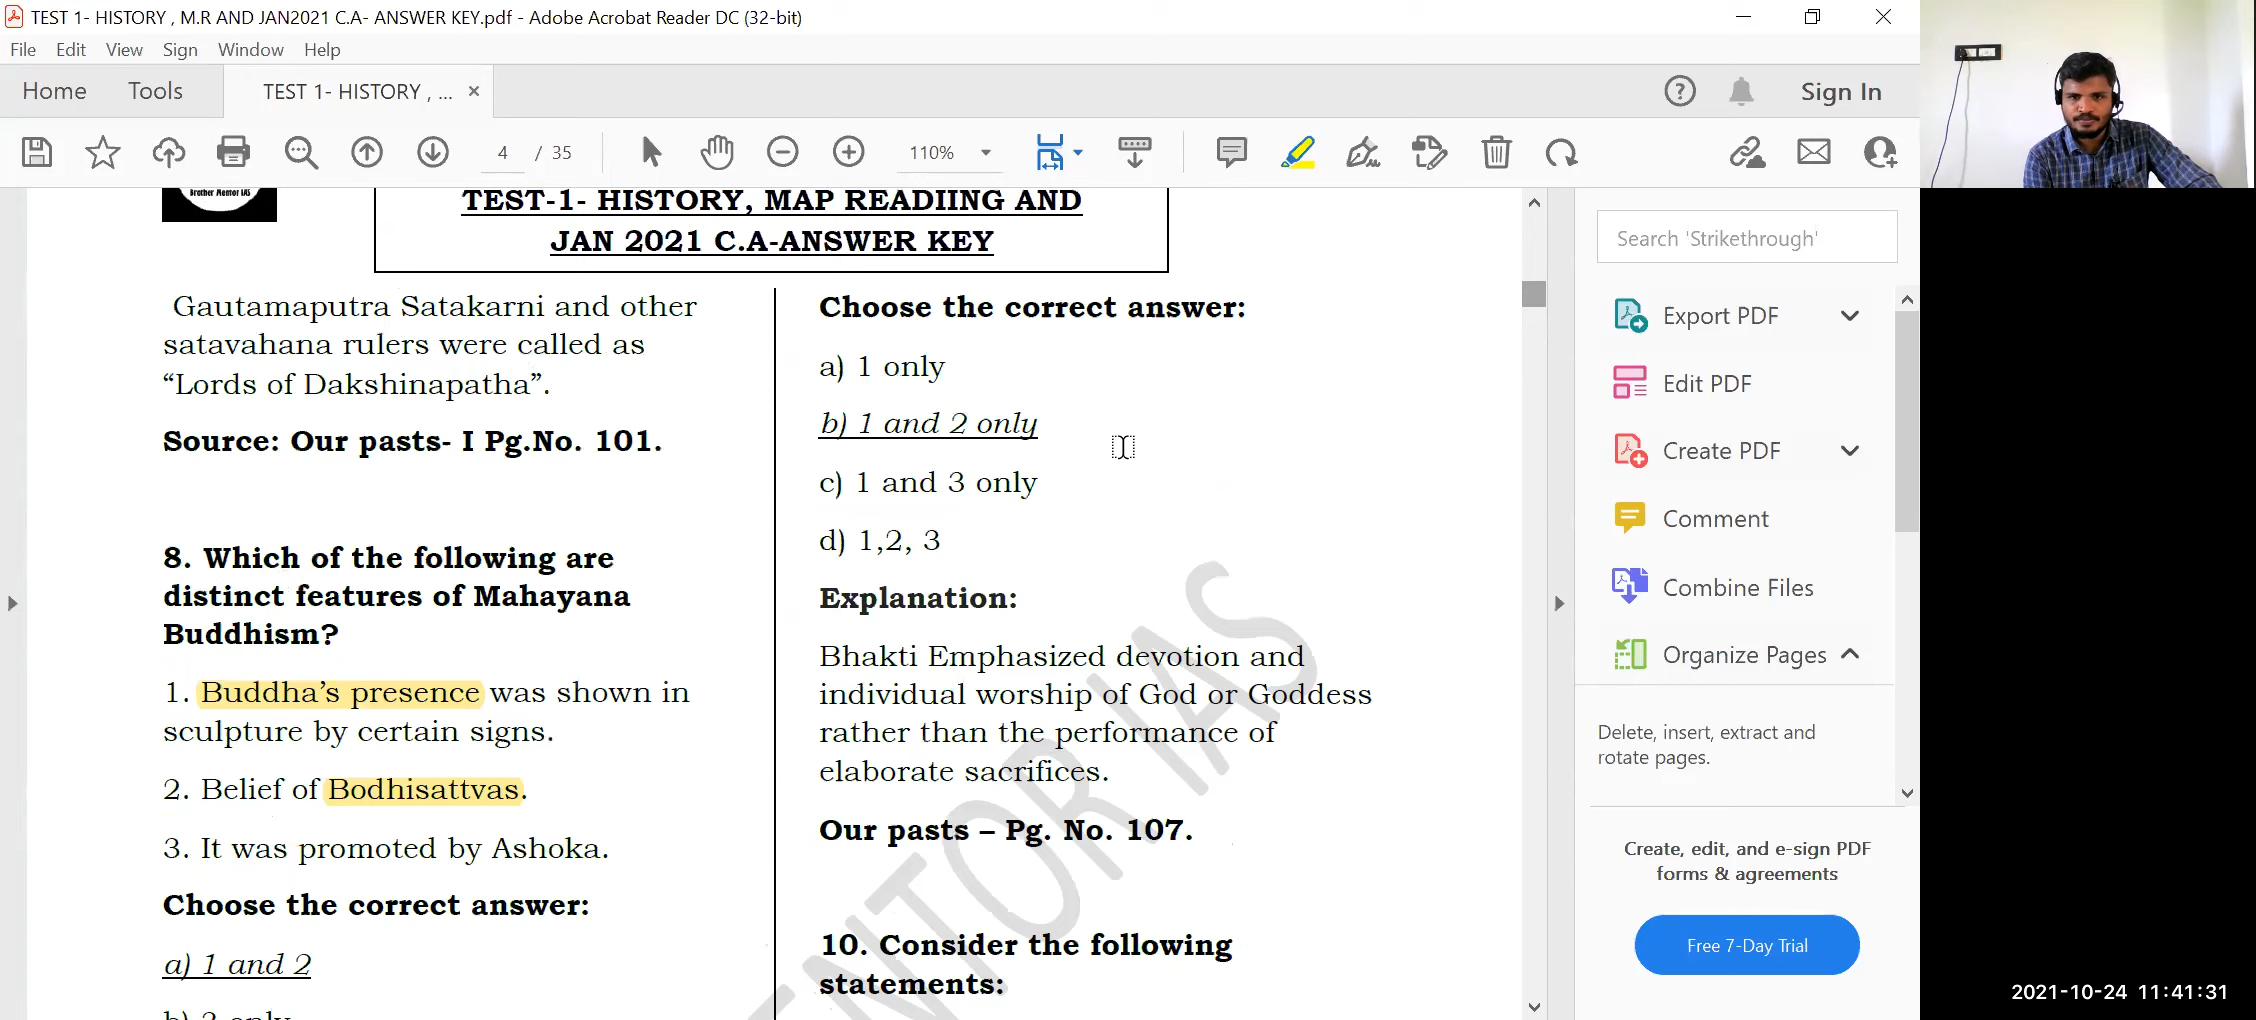 TEST 1- HISTORY , M.R AND JAN2021 C.A- ANSWER KEY.pdf - Adobe Acrobat Reader DC (32-bit)
File Edit View Sign Window Help
Home Tools TEST 1- HISTORY , ... × Sign In
4 / 35 110%
Brother Mentor IAS
TEST-1- HISTORY, MAP READIING AND
JAN 2021 C.A-ANSWER KEY
Gautamaputra Satakarni and other
satavahana rulers were called as
“Lords of Dakshinapatha”.
Source: Our pasts- I Pg.No. 101.
8. Which of the following are
distinct features of Mahayana
Buddhism?
1. Buddha’s presence was shown in
sculpture by certain signs.
2. Belief of Bodhisattvas.
3. It was promoted by Ashoka.
Choose the correct answer:
a) 1 and 2
Choose the correct answer:
a) 1 only
b) 1 and 2 only
c) 1 and 3 only
d) 1,2, 3
Explanation:
Bhakti Emphasized devotion and
individual worship of God or Goddess
rather than the performance of
elaborate sacrifices.
Our pasts – Pg. No. 107.
10. Consider the following
statements:
ENTOR IAS
Search 'Strikethrough'
Export PDF
Edit PDF
Create PDF
Comment
Combine Files
Organize Pages
Delete, insert, extract and
rotate pages.
Create, edit, and e-sign PDF
forms & agreements
Free 7-Day Trial
2021-10-24 11:41:31